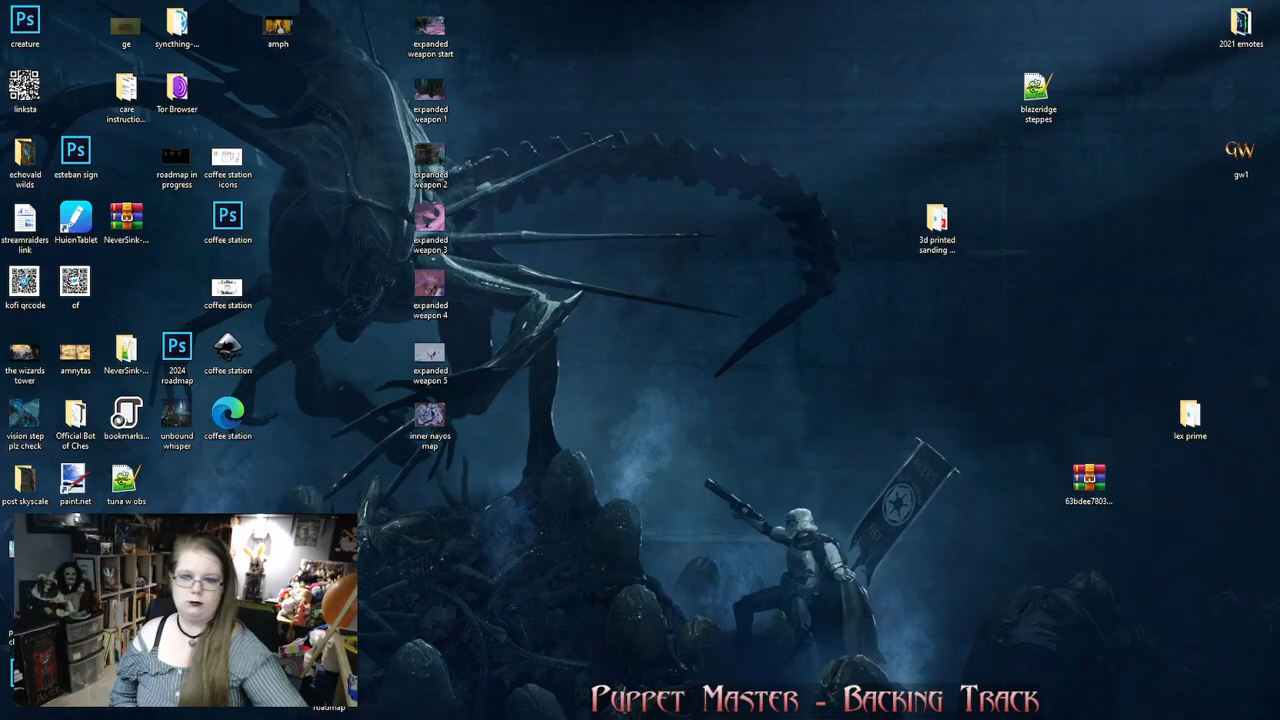 creature
ge
syncthing-...
amph
expanded
weapon start
2021 emotes
linksta
care
instructio...
Tor Browser
expanded
weapon 1
blazeridge
steppes
echovald
wilds
esteban sign
roadmap in
progress
coffee station
icons
expanded
weapon 2
GW
gw1
streamraiders
link
HuionTablet
NeverSink-...
coffee station
expanded
weapon 3
3d printed
sanding ...
kofi qrcode
of
coffee station
expanded
weapon 4
the wizards
tower
amnytas
NeverSink-...
2024
roadmap
coffee station
expanded
weapon 5
vision step
plz check
Official Bot
of Ches
bookmarks...
unbound
whisper
coffee station
inner nayos
map
lex prime
post skyscale
paint.net
tuna w obs
63bdee7803...
roadmap
Puppet Master - Backing Track